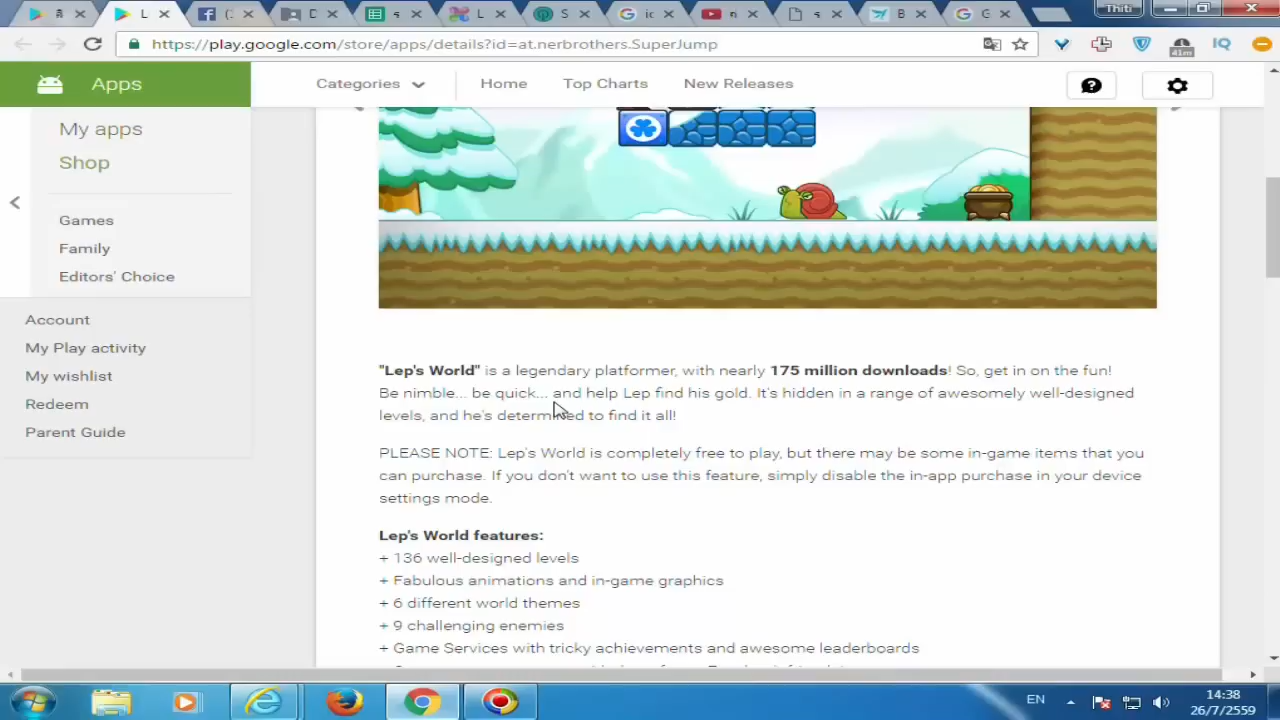 L
f
D
s
L
S
G ic
n
F
B
G G
Thiti
https://play.google.com/store/apps/details?id=at.nerbrothers.SuperJump
41m
IQ
Apps
Categories
Home
Top Charts
New Releases
My apps
Shop
Games
Family
Editors' Choice
Account
My Play activity
My wishlist
Redeem
Parent Guide
"Lep's World" is a legendary platformer, with nearly 175 million downloads! So, get in on the fun!
Be nimble... be quick... and help Lep find his gold. It's hidden in a range of awesomely well-designed
levels, and he's determined to find it all!
PLEASE NOTE: Lep's World is completely free to play, but there may be some in-game items that you
can purchase. If you don't want to use this feature, simply disable the in-app purchase in your device
settings mode.
Lep's World features:
+ 136 well-designed levels
+ Fabulous animations and in-game graphics
+ 6 different world themes
+ 9 challenging enemies
+ Game Services with tricky achievements and awesome leaderboards
EN
14:38
26/7/2559